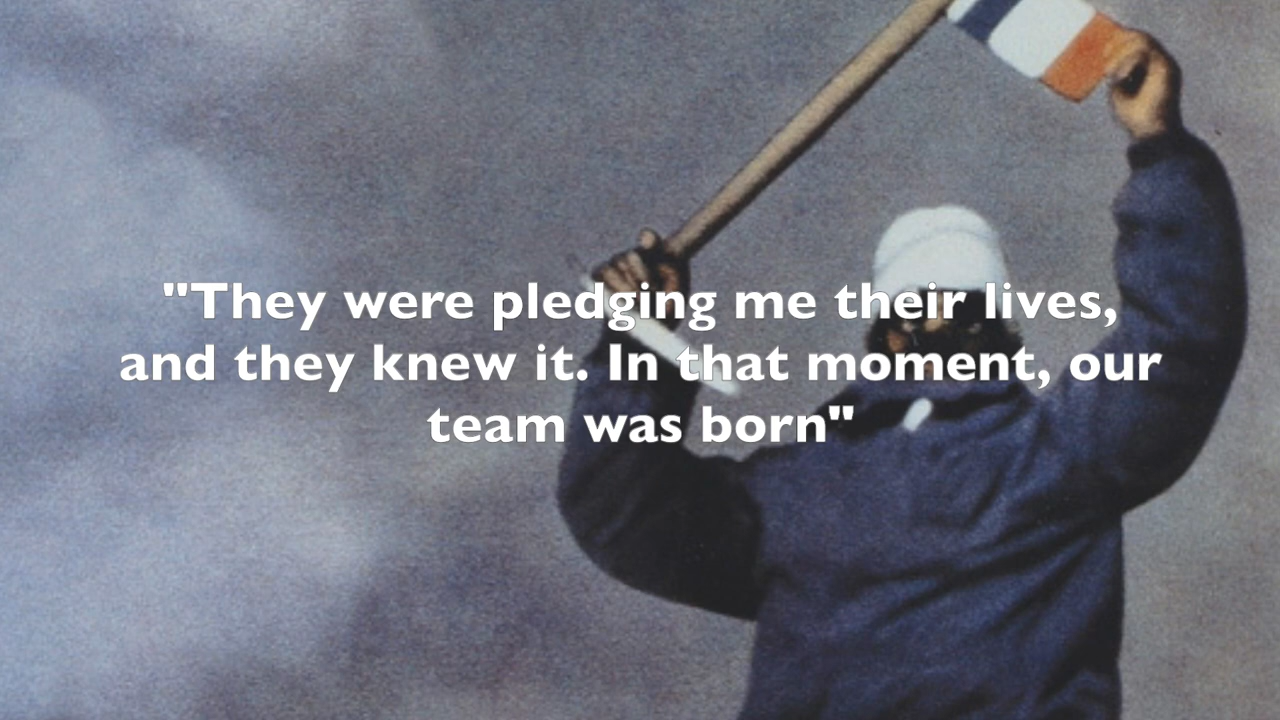 "They were pledging me their lives,
and they knew it. In that moment, our
team was born"